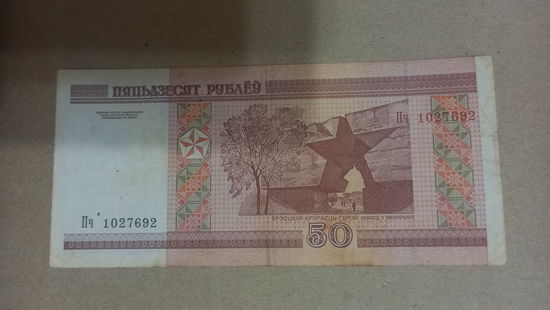 ПЯЦЬДЗЕСЯТ РУБЛЁЎ
Пч 1027692
БРЭСЦКАЯ КРЭПАСЦЬ-ГЕРОЙ. УВАХОД У МЕМАРЫЯЛ
Пч 1027692
50